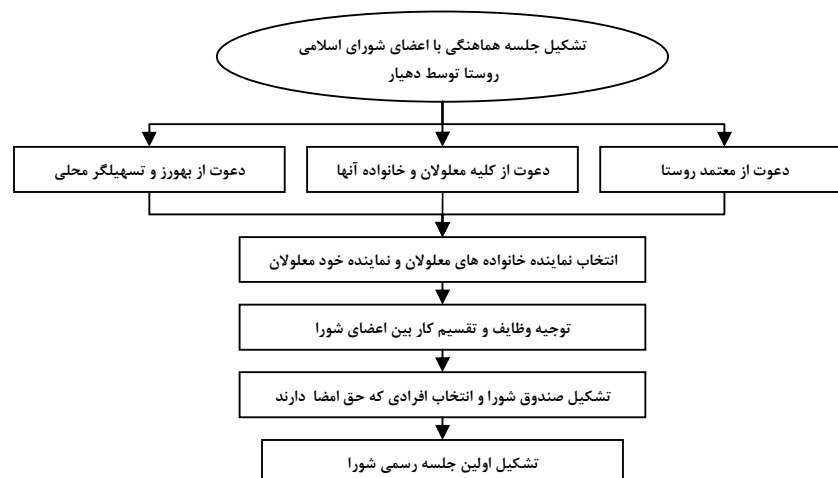 تشکیل جلسه هماهنگی با اعضای شورای اسلامی
روستا توسط دهیار
دعوت از معتمد روستا
دعوت از کلیه معلولان و خانواده آنها
دعوت از بهورز و تسهیلگر محلی
انتخاب نماینده خانواده های معلولان و نماینده خود معلولان
توجیه وظایف و تقسیم کار بین اعضای شورا
تشکیل صندوق شورا و انتخاب افرادی که حق امضا دارند
تشکیل اولین جلسه رسمی شورا